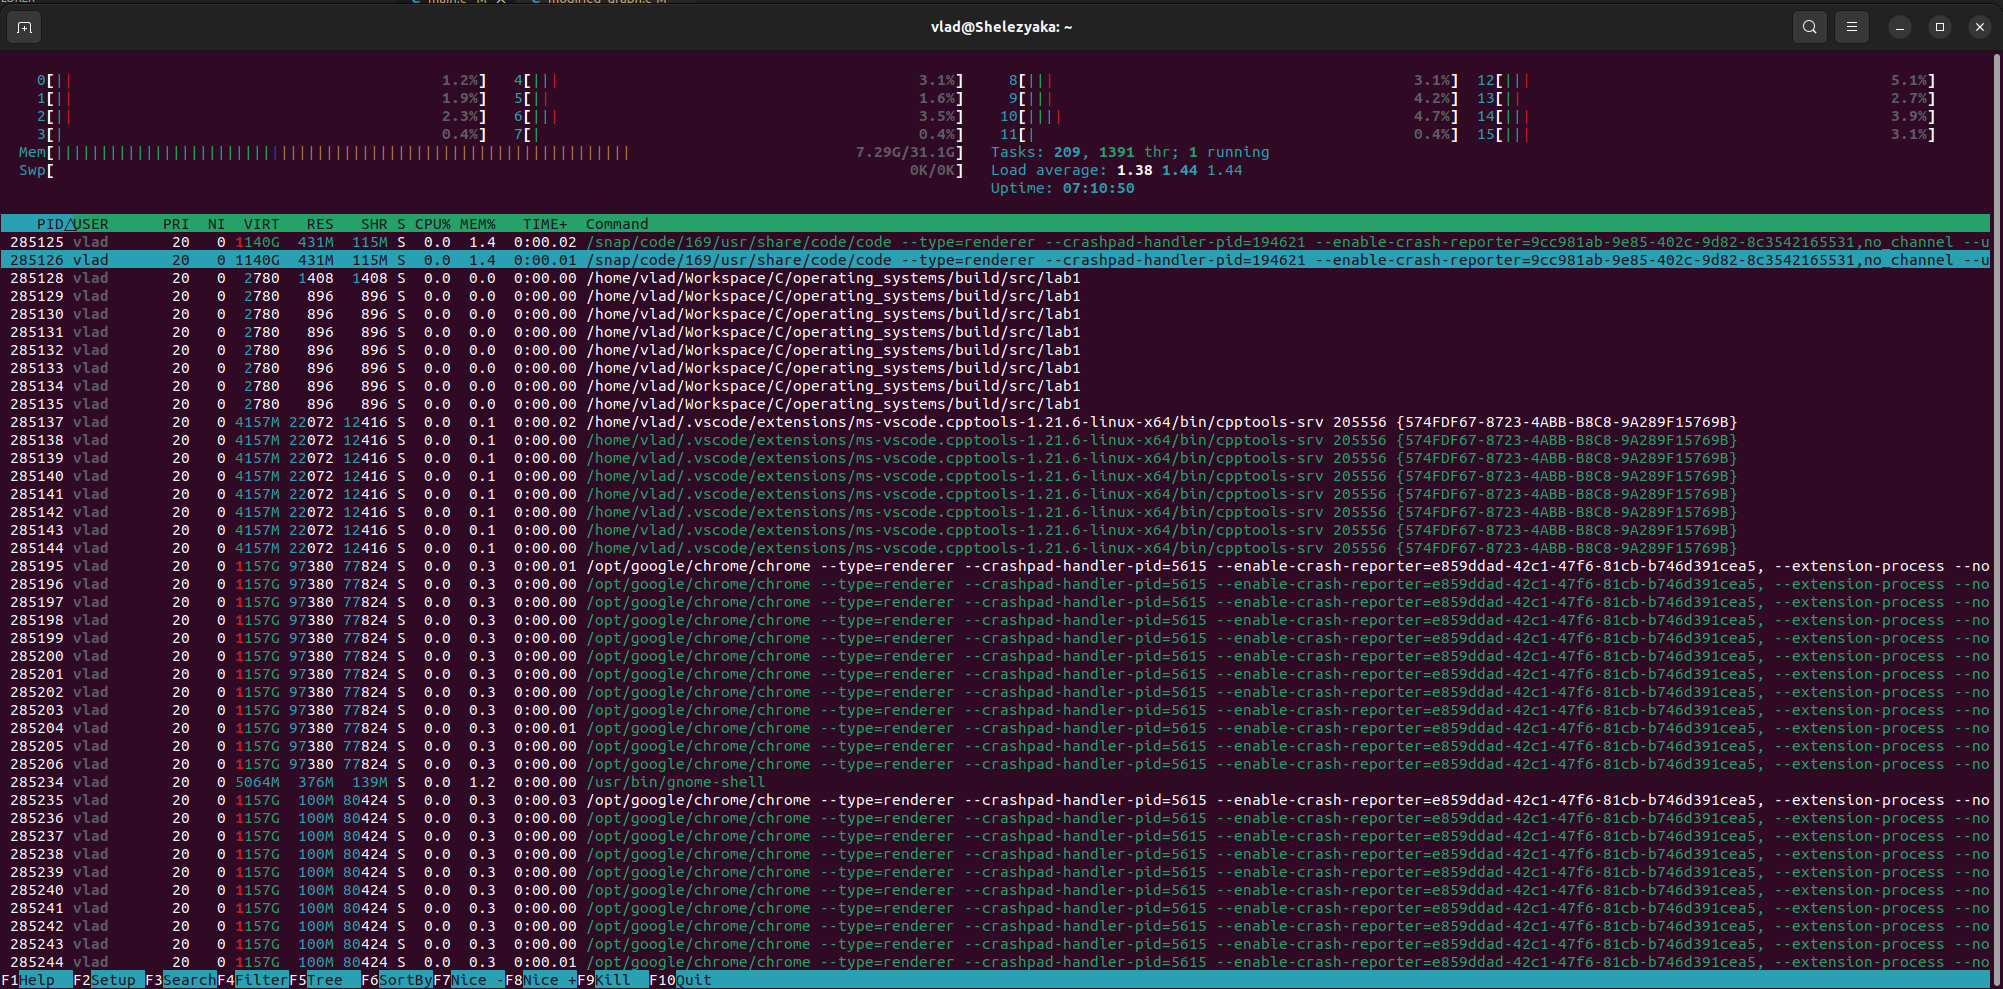 vlad@Shelezyaka: ~
0[|| 1.2%] 4[||| 3.1%] 8[||| 3.1%] 12[||| 5.1%]
1[|| 1.9%] 5[|| 1.6%] 9[||| 4.2%] 13[|| 2.7%]
2[|| 2.3%] 6[||| 3.5%] 10[|||| 4.7%] 14[||| 3.9%]
3[| 0.4%] 7[| 0.4%] 11[| 0.4%] 15[||| 3.1%]
Mem[|||||||||||||||||||||||||||||||||||||||||||||||||||||||||||||||| 7.29G/31.1G] Tasks: 209, 1391 thr; 1 running
Swp[ 0K/0K] Load average: 1.38 1.44 1.44
Uptime: 07:10:50
PID△USER PRI NI VIRT RES SHR S CPU% MEM% TIME+ Command
285125 vlad 20 0 1140G 431M 115M S 0.0 1.4 0:00.02 /snap/code/169/usr/share/code/code --type=renderer --crashpad-handler-pid=194621 --enable-crash-reporter=9cc981ab-9e85-402c-9d82-8c3542165531,no_channel --u
285126 vlad 20 0 1140G 431M 115M S 0.0 1.4 0:00.01 /snap/code/169/usr/share/code/code --type=renderer --crashpad-handler-pid=194621 --enable-crash-reporter=9cc981ab-9e85-402c-9d82-8c3542165531,no_channel --u
285128 vlad 20 0 2780 1408 1408 S 0.0 0.0 0:00.00 /home/vlad/Workspace/C/operating_systems/build/src/lab1
285129 vlad 20 0 2780 896 896 S 0.0 0.0 0:00.00 /home/vlad/Workspace/C/operating_systems/build/src/lab1
285130 vlad 20 0 2780 896 896 S 0.0 0.0 0:00.00 /home/vlad/Workspace/C/operating_systems/build/src/lab1
285131 vlad 20 0 2780 896 896 S 0.0 0.0 0:00.00 /home/vlad/Workspace/C/operating_systems/build/src/lab1
285132 vlad 20 0 2780 896 896 S 0.0 0.0 0:00.00 /home/vlad/Workspace/C/operating_systems/build/src/lab1
285133 vlad 20 0 2780 896 896 S 0.0 0.0 0:00.00 /home/vlad/Workspace/C/operating_systems/build/src/lab1
285134 vlad 20 0 2780 896 896 S 0.0 0.0 0:00.00 /home/vlad/Workspace/C/operating_systems/build/src/lab1
285135 vlad 20 0 2780 896 896 S 0.0 0.0 0:00.00 /home/vlad/Workspace/C/operating_systems/build/src/lab1
285137 vlad 20 0 4157M 22072 12416 S 0.0 0.1 0:00.02 /home/vlad/.vscode/extensions/ms-vscode.cpptools-1.21.6-linux-x64/bin/cpptools-srv 205556 {574FDF67-8723-4ABB-B8C8-9A289F15769B}
285138 vlad 20 0 4157M 22072 12416 S 0.0 0.1 0:00.00 /home/vlad/.vscode/extensions/ms-vscode.cpptools-1.21.6-linux-x64/bin/cpptools-srv 205556 {574FDF67-8723-4ABB-B8C8-9A289F15769B}
285139 vlad 20 0 4157M 22072 12416 S 0.0 0.1 0:00.00 /home/vlad/.vscode/extensions/ms-vscode.cpptools-1.21.6-linux-x64/bin/cpptools-srv 205556 {574FDF67-8723-4ABB-B8C8-9A289F15769B}
285140 vlad 20 0 4157M 22072 12416 S 0.0 0.1 0:00.00 /home/vlad/.vscode/extensions/ms-vscode.cpptools-1.21.6-linux-x64/bin/cpptools-srv 205556 {574FDF67-8723-4ABB-B8C8-9A289F15769B}
285141 vlad 20 0 4157M 22072 12416 S 0.0 0.1 0:00.00 /home/vlad/.vscode/extensions/ms-vscode.cpptools-1.21.6-linux-x64/bin/cpptools-srv 205556 {574FDF67-8723-4ABB-B8C8-9A289F15769B}
285142 vlad 20 0 4157M 22072 12416 S 0.0 0.1 0:00.00 /home/vlad/.vscode/extensions/ms-vscode.cpptools-1.21.6-linux-x64/bin/cpptools-srv 205556 {574FDF67-8723-4ABB-B8C8-9A289F15769B}
285143 vlad 20 0 4157M 22072 12416 S 0.0 0.1 0:00.00 /home/vlad/.vscode/extensions/ms-vscode.cpptools-1.21.6-linux-x64/bin/cpptools-srv 205556 {574FDF67-8723-4ABB-B8C8-9A289F15769B}
285144 vlad 20 0 4157M 22072 12416 S 0.0 0.1 0:00.00 /home/vlad/.vscode/extensions/ms-vscode.cpptools-1.21.6-linux-x64/bin/cpptools-srv 205556 {574FDF67-8723-4ABB-B8C8-9A289F15769B}
285195 vlad 20 0 1157G 97380 77824 S 0.0 0.3 0:00.01 /opt/google/chrome/chrome --type=renderer --crashpad-handler-pid=5615 --enable-crash-reporter=e859ddad-42c1-47f6-81cb-b746d391cea5, --extension-process --no
285196 vlad 20 0 1157G 97380 77824 S 0.0 0.3 0:00.00 /opt/google/chrome/chrome --type=renderer --crashpad-handler-pid=5615 --enable-crash-reporter=e859ddad-42c1-47f6-81cb-b746d391cea5, --extension-process --no
285197 vlad 20 0 1157G 97380 77824 S 0.0 0.3 0:00.00 /opt/google/chrome/chrome --type=renderer --crashpad-handler-pid=5615 --enable-crash-reporter=e859ddad-42c1-47f6-81cb-b746d391cea5, --extension-process --no
285198 vlad 20 0 1157G 97380 77824 S 0.0 0.3 0:00.00 /opt/google/chrome/chrome --type=renderer --crashpad-handler-pid=5615 --enable-crash-reporter=e859ddad-42c1-47f6-81cb-b746d391cea5, --extension-process --no
285199 vlad 20 0 1157G 97380 77824 S 0.0 0.3 0:00.00 /opt/google/chrome/chrome --type=renderer --crashpad-handler-pid=5615 --enable-crash-reporter=e859ddad-42c1-47f6-81cb-b746d391cea5, --extension-process --no
285200 vlad 20 0 1157G 97380 77824 S 0.0 0.3 0:00.00 /opt/google/chrome/chrome --type=renderer --crashpad-handler-pid=5615 --enable-crash-reporter=e859ddad-42c1-47f6-81cb-b746d391cea5, --extension-process --no
285201 vlad 20 0 1157G 97380 77824 S 0.0 0.3 0:00.00 /opt/google/chrome/chrome --type=renderer --crashpad-handler-pid=5615 --enable-crash-reporter=e859ddad-42c1-47f6-81cb-b746d391cea5, --extension-process --no
285202 vlad 20 0 1157G 97380 77824 S 0.0 0.3 0:00.00 /opt/google/chrome/chrome --type=renderer --crashpad-handler-pid=5615 --enable-crash-reporter=e859ddad-42c1-47f6-81cb-b746d391cea5, --extension-process --no
285203 vlad 20 0 1157G 97380 77824 S 0.0 0.3 0:00.00 /opt/google/chrome/chrome --type=renderer --crashpad-handler-pid=5615 --enable-crash-reporter=e859ddad-42c1-47f6-81cb-b746d391cea5, --extension-process --no
285204 vlad 20 0 1157G 97380 77824 S 0.0 0.3 0:00.01 /opt/google/chrome/chrome --type=renderer --crashpad-handler-pid=5615 --enable-crash-reporter=e859ddad-42c1-47f6-81cb-b746d391cea5, --extension-process --no
285205 vlad 20 0 1157G 97380 77824 S 0.0 0.3 0:00.00 /opt/google/chrome/chrome --type=renderer --crashpad-handler-pid=5615 --enable-crash-reporter=e859ddad-42c1-47f6-81cb-b746d391cea5, --extension-process --no
285206 vlad 20 0 1157G 97380 77824 S 0.0 0.3 0:00.00 /opt/google/chrome/chrome --type=renderer --crashpad-handler-pid=5615 --enable-crash-reporter=e859ddad-42c1-47f6-81cb-b746d391cea5, --extension-process --no
285234 vlad 20 0 5064M 376M 139M S 0.0 1.2 0:00.00 /usr/bin/gnome-shell
285235 vlad 20 0 1157G 100M 80424 S 0.0 0.3 0:00.03 /opt/google/chrome/chrome --type=renderer --crashpad-handler-pid=5615 --enable-crash-reporter=e859ddad-42c1-47f6-81cb-b746d391cea5, --extension-process --no
285236 vlad 20 0 1157G 100M 80424 S 0.0 0.3 0:00.00 /opt/google/chrome/chrome --type=renderer --crashpad-handler-pid=5615 --enable-crash-reporter=e859ddad-42c1-47f6-81cb-b746d391cea5, --extension-process --no
285237 vlad 20 0 1157G 100M 80424 S 0.0 0.3 0:00.00 /opt/google/chrome/chrome --type=renderer --crashpad-handler-pid=5615 --enable-crash-reporter=e859ddad-42c1-47f6-81cb-b746d391cea5, --extension-process --no
285238 vlad 20 0 1157G 100M 80424 S 0.0 0.3 0:00.00 /opt/google/chrome/chrome --type=renderer --crashpad-handler-pid=5615 --enable-crash-reporter=e859ddad-42c1-47f6-81cb-b746d391cea5, --extension-process --no
285239 vlad 20 0 1157G 100M 80424 S 0.0 0.3 0:00.00 /opt/google/chrome/chrome --type=renderer --crashpad-handler-pid=5615 --enable-crash-reporter=e859ddad-42c1-47f6-81cb-b746d391cea5, --extension-process --no
285240 vlad 20 0 1157G 100M 80424 S 0.0 0.3 0:00.00 /opt/google/chrome/chrome --type=renderer --crashpad-handler-pid=5615 --enable-crash-reporter=e859ddad-42c1-47f6-81cb-b746d391cea5, --extension-process --no
285241 vlad 20 0 1157G 100M 80424 S 0.0 0.3 0:00.00 /opt/google/chrome/chrome --type=renderer --crashpad-handler-pid=5615 --enable-crash-reporter=e859ddad-42c1-47f6-81cb-b746d391cea5, --extension-process --no
285242 vlad 20 0 1157G 100M 80424 S 0.0 0.3 0:00.00 /opt/google/chrome/chrome --type=renderer --crashpad-handler-pid=5615 --enable-crash-reporter=e859ddad-42c1-47f6-81cb-b746d391cea5, --extension-process --no
285243 vlad 20 0 1157G 100M 80424 S 0.0 0.3 0:00.00 /opt/google/chrome/chrome --type=renderer --crashpad-handler-pid=5615 --enable-crash-reporter=e859ddad-42c1-47f6-81cb-b746d391cea5, --extension-process --no
285244 vlad 20 0 1157G 100M 80424 S 0.0 0.3 0:00.01 /opt/google/chrome/chrome --type=renderer --crashpad-handler-pid=5615 --enable-crash-reporter=e859ddad-42c1-47f6-81cb-b746d391cea5, --extension-process --no
F1Help F2Setup F3SearchF4FilterF5Tree F6SortByF7Nice -F8Nice +F9Kill F10Quit